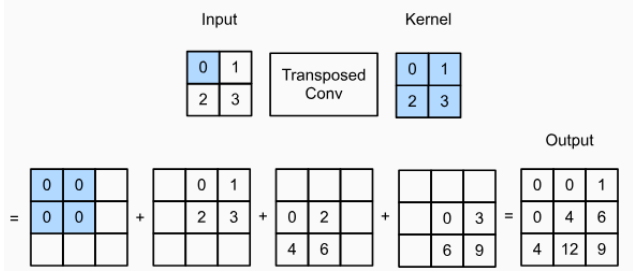 Input Kernel
0 1 Transposed Conv 0 1
2 3 2 3
Output
0 0 0 1 0 0 1
= 0 0 + 2 3 + 0 2 + 0 3 = 0 4 6
4 6 6 9 4 12 9